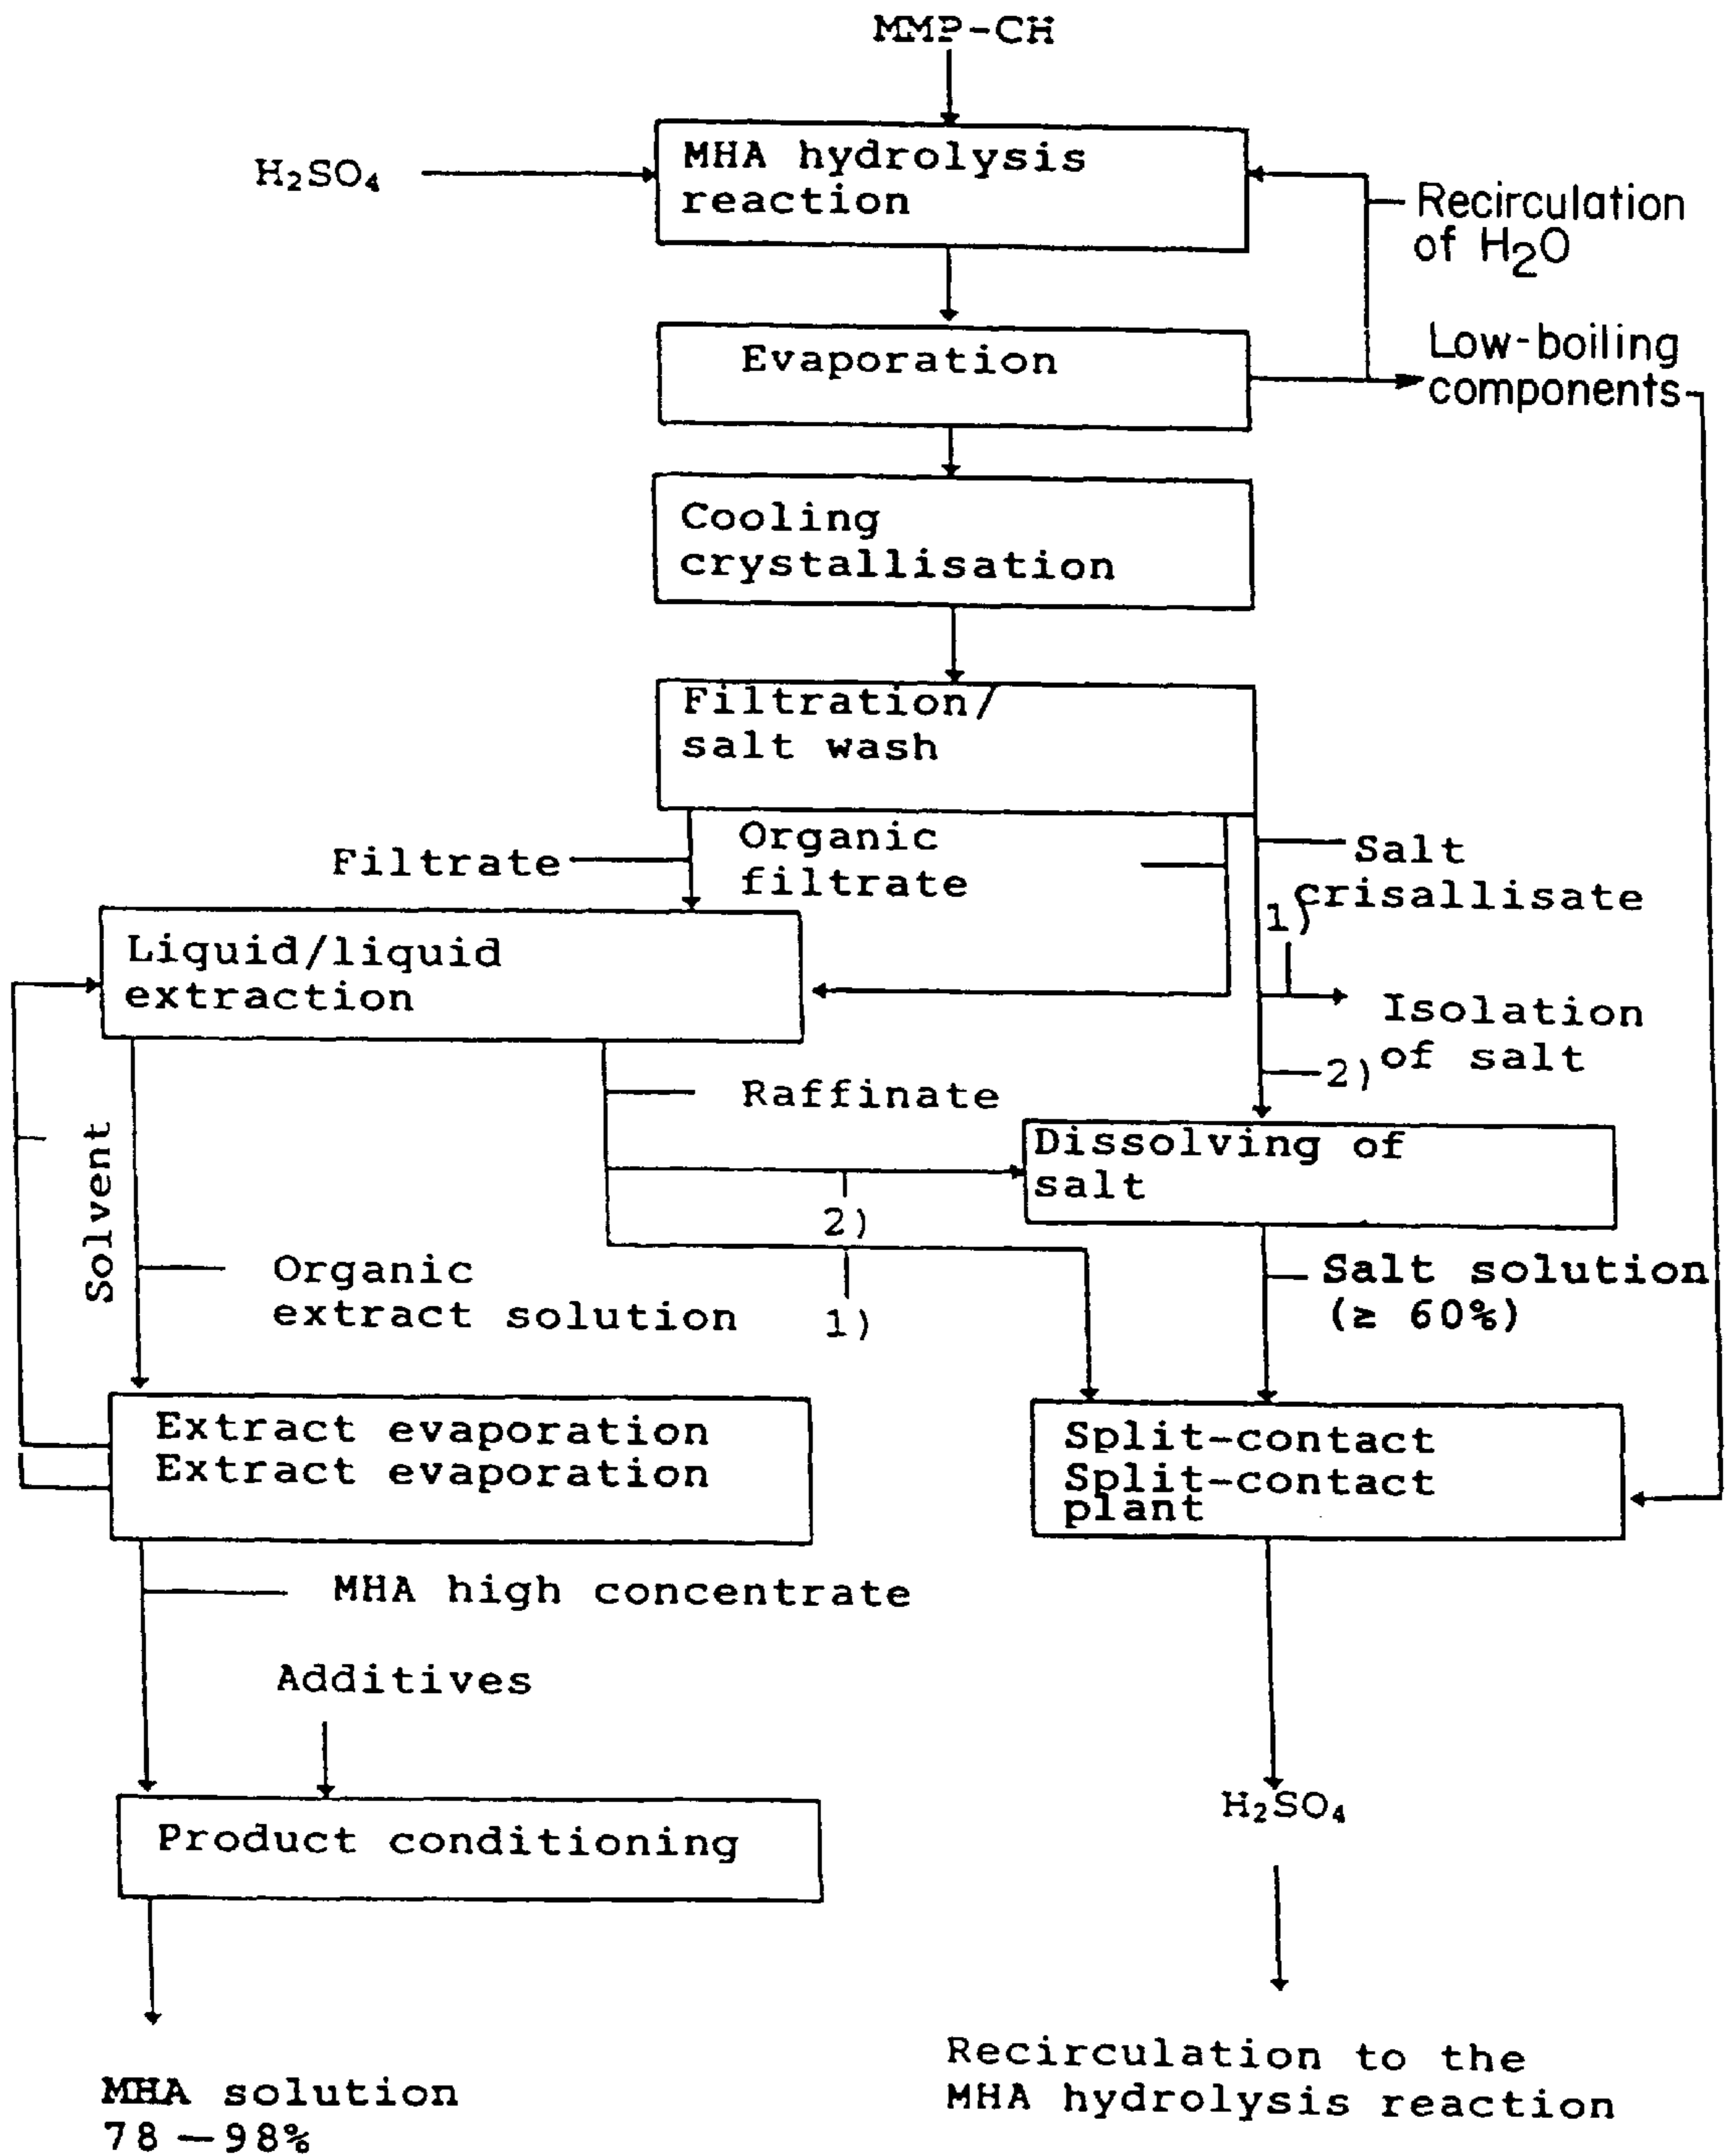 MMP-CH
MHA hydrolysis
reaction
H₂SO₄
Recirculation
of H₂O
Evaporation
Low-boiling
components
Cooling
crystallisation
Filtration/
salt wash
Filtrate
Organic
filtrate
Salt
crisallisate
1)
Liquid/liquid
extraction
Isolation
of salt
2)
Raffinate
Solvent
Dissolving of
salt
2)
Organic
extract solution
1)
Salt solution
(≥ 60%)
Extract evaporation
Extract evaporation
Split-contact
Split-contact
plant
MHA high concentrate
Additives
Product conditioning
H₂SO₄
MHA solution
78-98%
Recirculation to the
MHA hydrolysis reaction